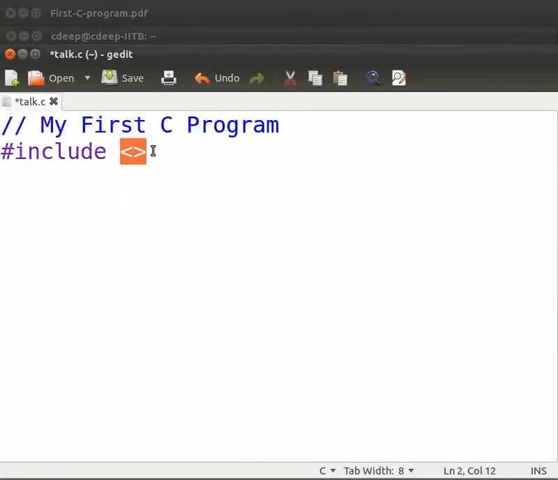 First-C-program.pdf
cdeep@cdeep-IITB: ~
*talk.c (~) - gedit
Open Save Undo
*talk.c
// My First C Program
#include <>
C Tab Width: 8 Ln 2, Col 12 INS